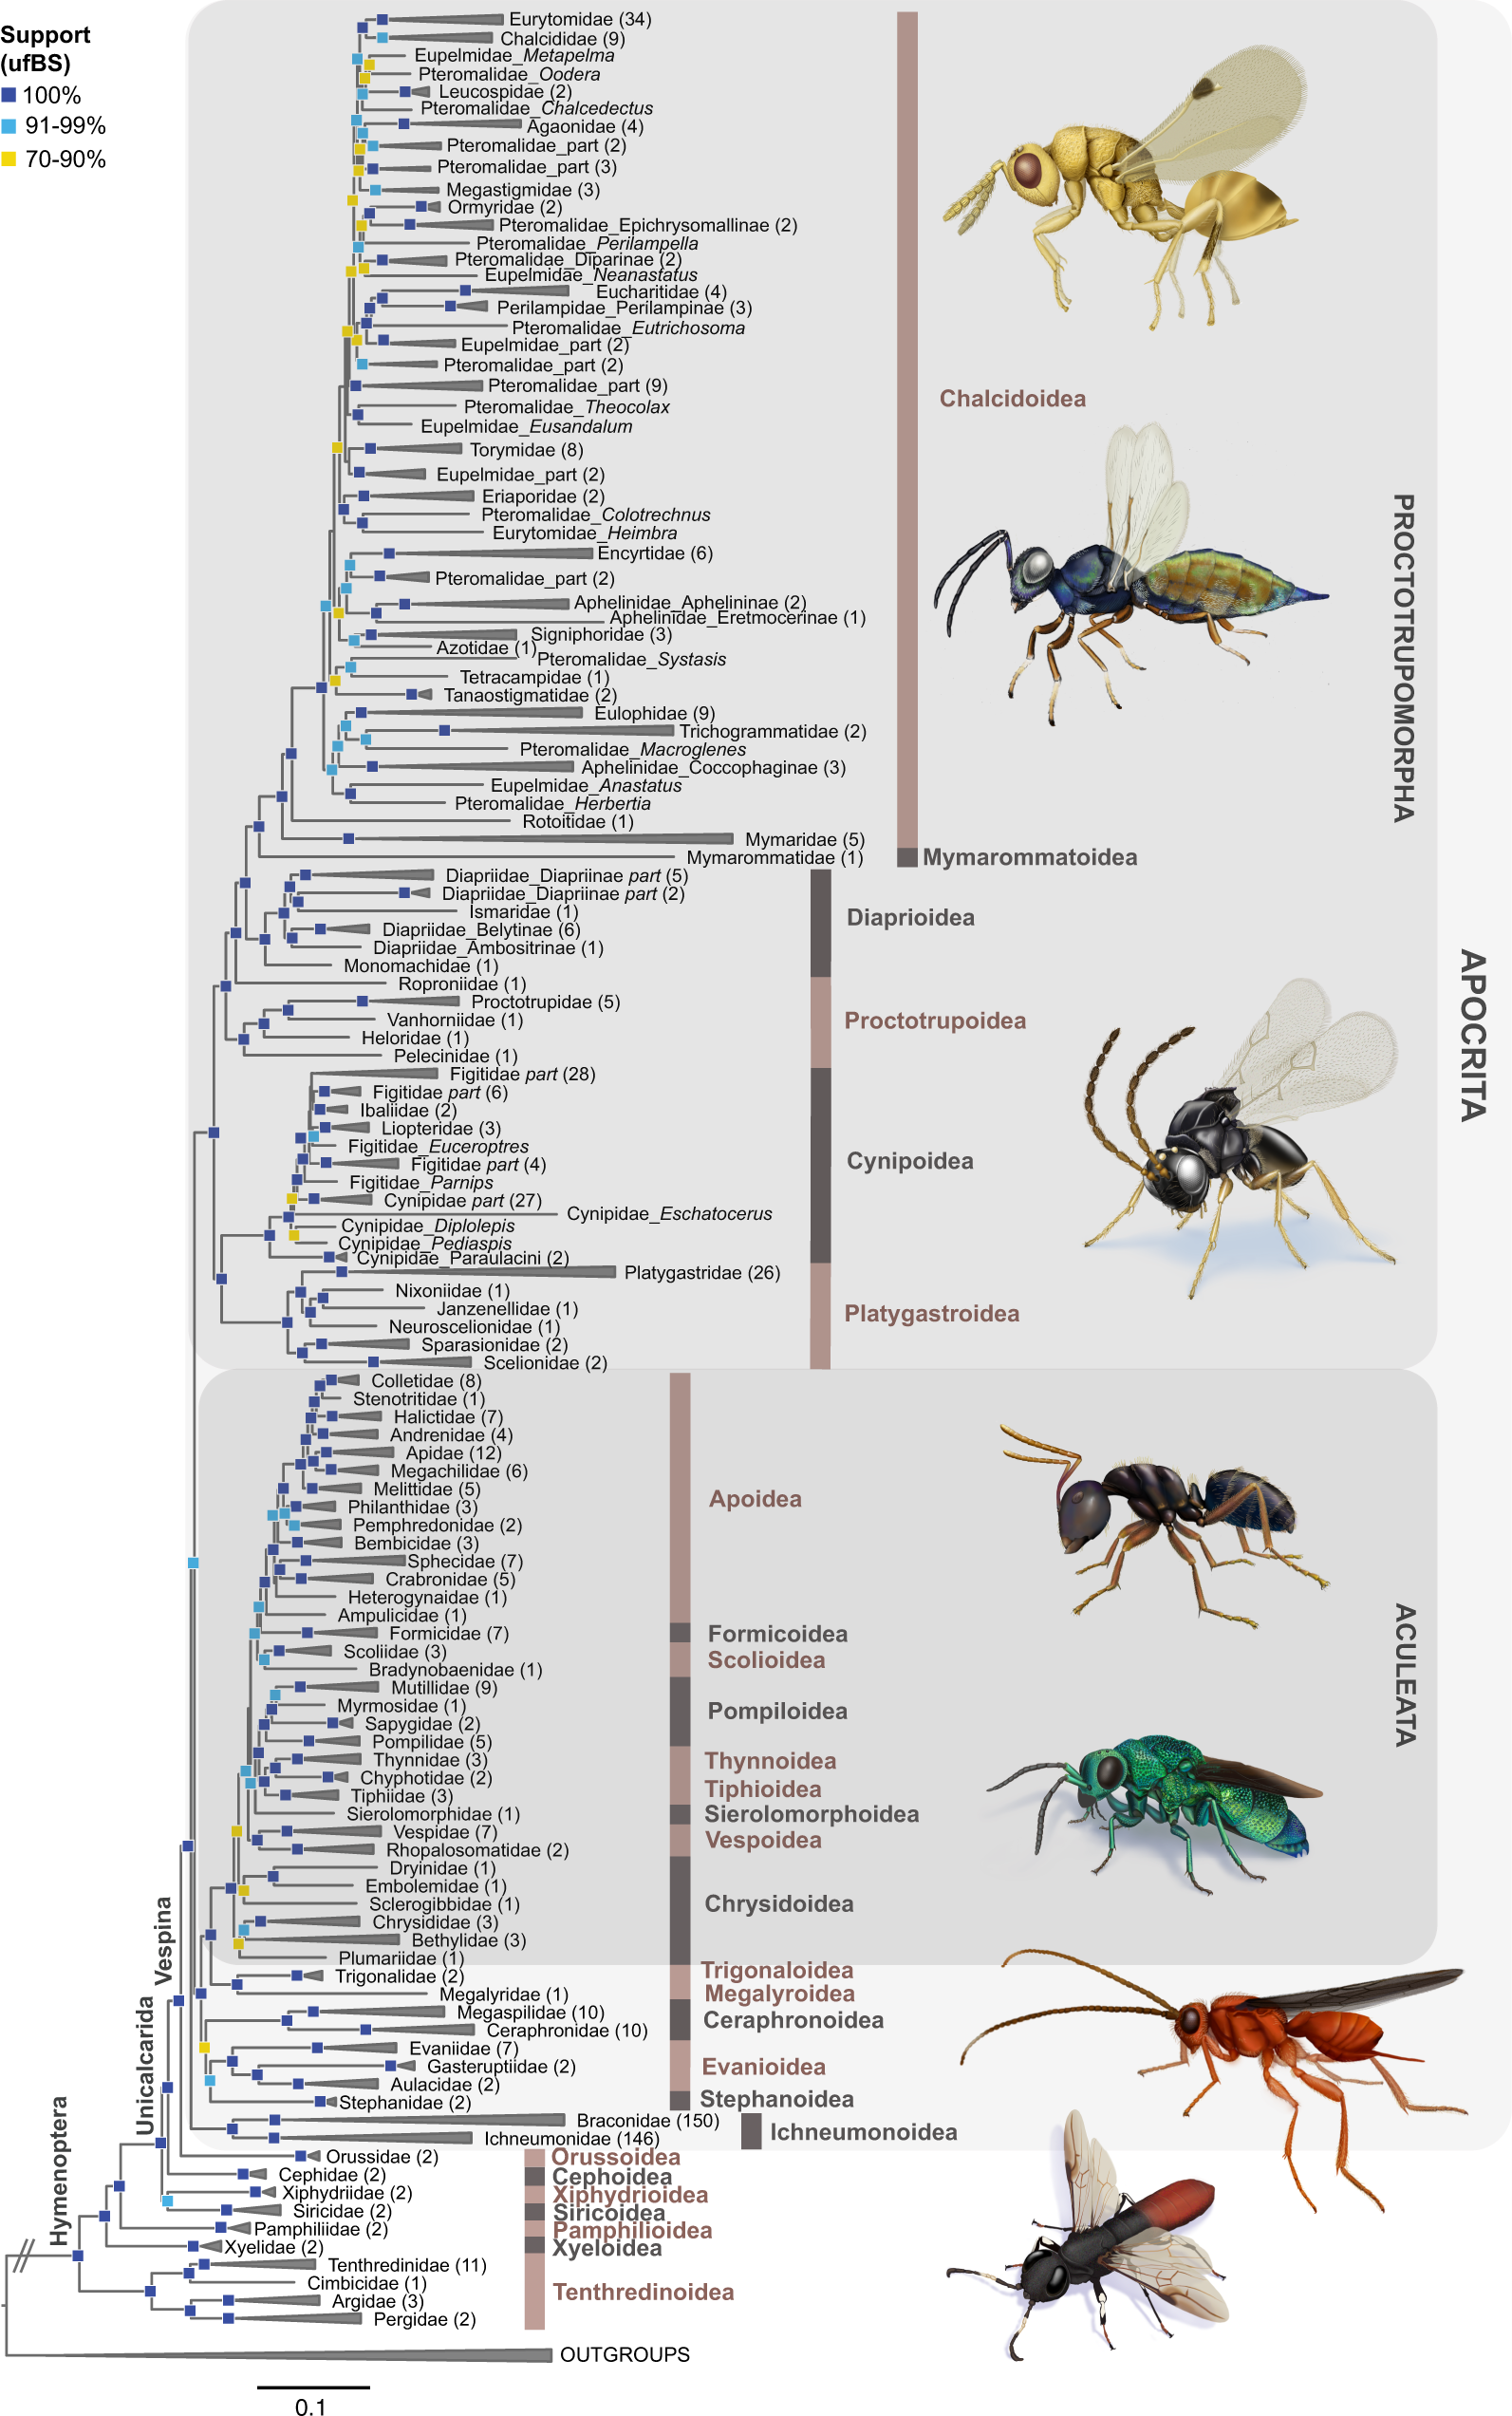 Support
(ufBS)
100%
91-99%
70-90%
Eurytomidae (34)
Chalcididae (9)
Eupelmidae_Metapelma
Pteromalidae_Oodera
Leucospidae (2)
Pteromalidae_Chalcedectus
Agaonidae (4)
Pteromalidae_part (2)
Pteromalidae_part (3)
Megastigmidae (3)
Ormyridae (2)
Pteromalidae_Epichrysomallinae (2)
Pteromalidae_Perilampella
Pteromalidae_Diparinae (2)
Eupelmidae_Neanastatus
Eucharitidae (4)
Perilampidae_Perilampinae (3)
Pteromalidae_Eutrichosoma
Eupelmidae_part (2)
Pteromalidae_part (2)
Pteromalidae_part (9)
Chalcidoidea
Pteromalidae_Theocolax
Eupelmidae_Eusandalum
Torymidae (8)
Eupelmidae_part (2)
Eriaporidae (2)
Pteromalidae_Colotrechnus
Eurytomidae_Heimbra
Encyrtidae (6)
Pteromalidae_part (2)
Aphelinidae_Aphelininae (2)
Aphelinidae_Eretmocerinae (1)
Signiphoridae (3)
Azotidae (1)
Pteromalidae_Systasis
Tetracampidae (1)
Tanaostigmatidae (2)
PROCTOTRUPOMORPHA
Eulophidae (9)
Trichogrammatidae (2)
Pteromalidae_Macroglenes
Aphelinidae_Coccophaginae (3)
Eupelmidae_Anastatus
Pteromalidae_Herbertia
Rotoitidae (1)
Mymaridae (5)
Mymarommatidae (1)
Mymarommatoidea
Diapriidae_Diapriinae part (5)
Diapriidae_Diapriinae part (2)
Ismaridae (1)
Diaprioidea
Diapriidae_Belytinae (6)
Diapriidae_Ambositrinae (1)
Monomachidae (1)
Roproniidae (1)
Proctotrupidae (5)
Vanhorniidae (1)
Proctotrupoidea
Heloridae (1)
Pelecinidae (1)
APOCRITA
Figitidae part (28)
Figitidae part (6)
Ibaliidae (2)
Liopteridae (3)
Figitidae_Euceroptres
Figitidae part (4)
Cynipoidea
Figitidae_Parnips
Cynipidae part (27)
Cynipidae_Eschatocerus
Cynipidae_Diplolepis
Cynipidae_Pediaspis
Cynipidae_Paraulacini (2)
Platygastridae (26)
Nixoniidae (1)
Janzenellidae (1)
Platygastroidea
Neuroscelionidae (1)
Sparasionidae (2)
Scelionidae (2)
Colletidae (8)
Stenotritidae (1)
Halictidae (7)
Andrenidae (4)
Apidae (12)
Megachilidae (6)
Melittidae (5)
Apoidea
Philanthidae (3)
Pemphredonidae (2)
Bembicidae (3)
Sphecidae (7)
Crabronidae (5)
Heterogynaidae (1)
Ampulicidae (1)
Formicidae (7)
Formicoidea
Scoliidae (3)
Scolioidea
Bradynobaenidae (1)
ACULEATA
Mutillidae (9)
Myrmosidae (1)
Pompiloidea
Sapygidae (2)
Pompilidae (5)
Thynnidae (3)
Thynnoidea
Chyphotidae (2)
Tiphioidea
Tiphiidae (3)
Sierolomorphidae (1)
Sierolomorphoidea
Vespidae (7)
Vespoidea
Rhopalosomatidae (2)
Dryinidae (1)
Embolemidae (1)
Sclerogibbidae (1)
Chrysidoidea
Chrysididae (3)
Bethylidae (3)
Plumariidae (1)
Trigonalidae (2)
Trigonaloidea
Megalyridae (1)
Megalyroidea
Megaspilidae (10)
Ceraphronoidea
Ceraphronidae (10)
Evaniidae (7)
Gasteruptiidae (2)
Evanioidea
Aulacidae (2)
Stephanidae (2)
Stephanoidea
Braconidae (150)
Ichneumonoidea
Ichneumonidae (146)
Vespina
Unicalcarida
Hymenoptera
Orussidae (2)
Orussoidea
Cephidae (2)
Cephoidea
Xiphydriidae (2)
Xiphydrioidea
Siricidae (2)
Siricoidea
Pamphiliidae (2)
Pamphilioidea
Xyelidae (2)
Xyeloidea
Tenthredinidae (11)
Cimbicidae (1)
Tenthredinoidea
Argidae (3)
Pergidae (2)
OUTGROUPS
0.1